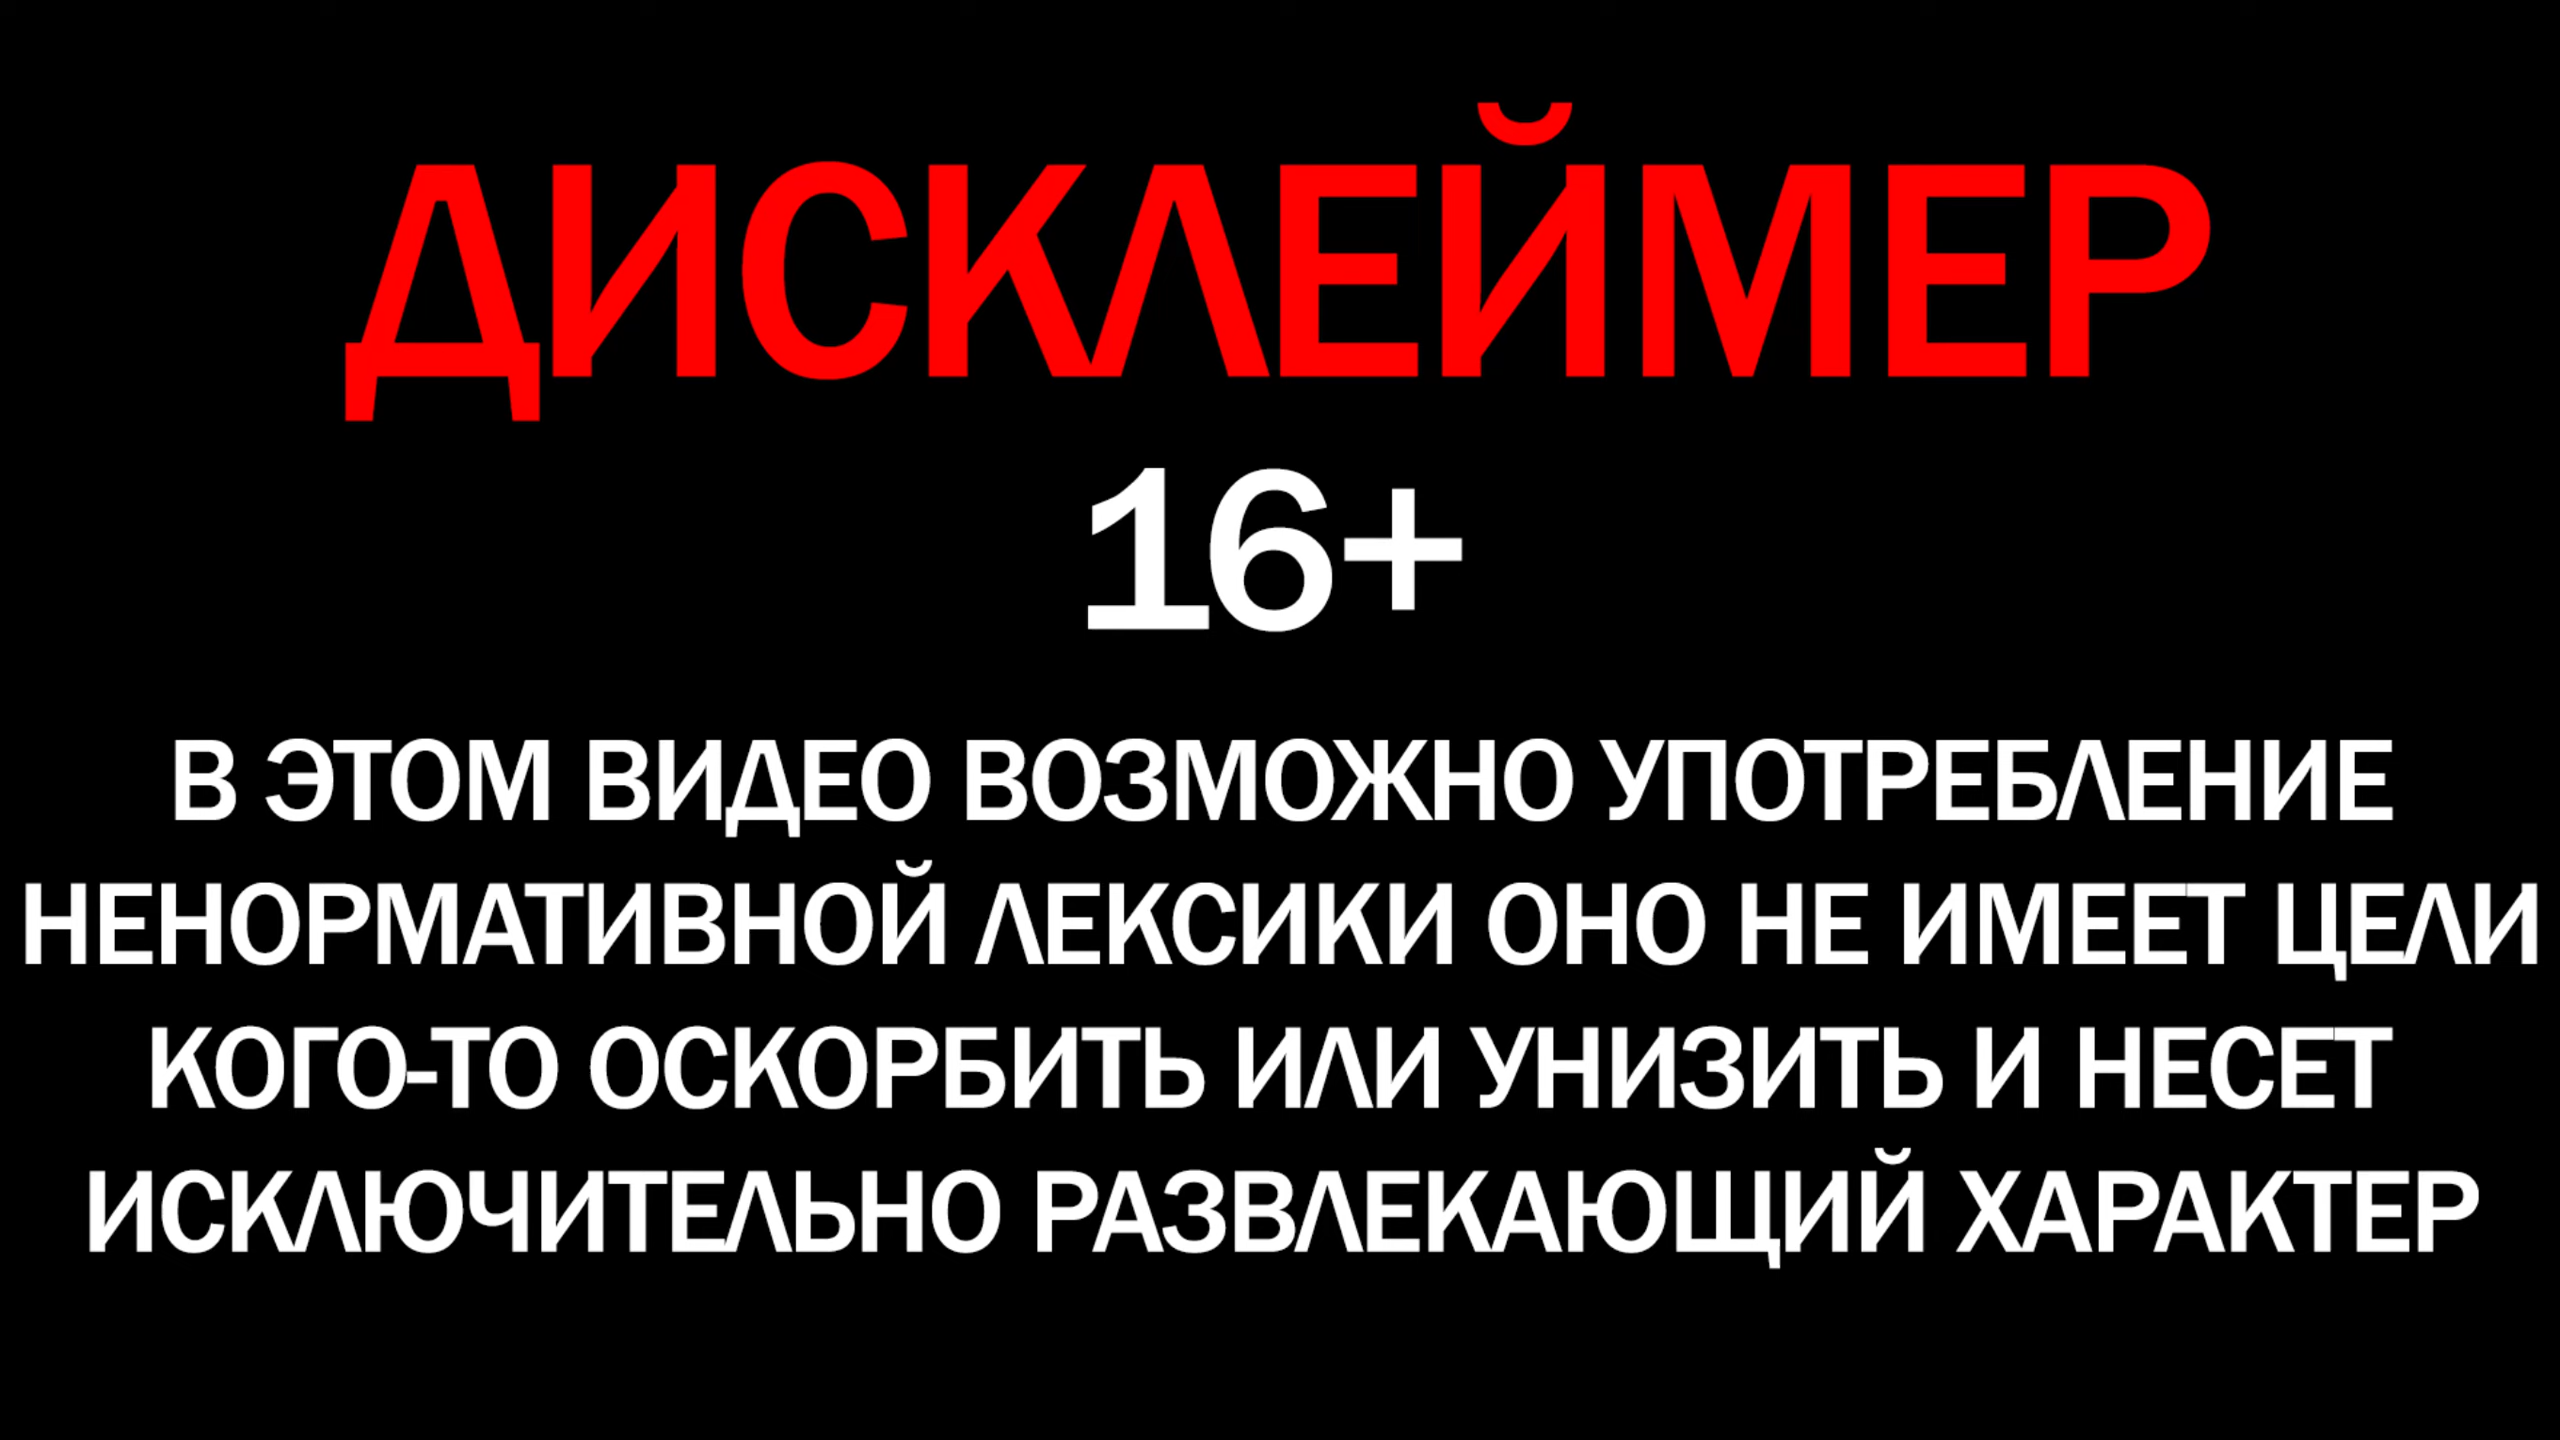 ДИСКЛЕЙМЕР
16+
В ЭТОМ ВИДЕО ВОЗМОЖНО УПОТРЕБЛЕНИЕ
НЕНОРМАТИВНОЙ ЛЕКСИКИ ОНО НЕ ИМЕЕТ ЦЕЛИ
КОГО-ТО ОСКОРБИТЬ ИЛИ УНИЗИТЬ И НЕСЕТ
ИСКЛЮЧИТЕЛЬНО РАЗВЛЕКАЮЩИЙ ХАРАКТЕР